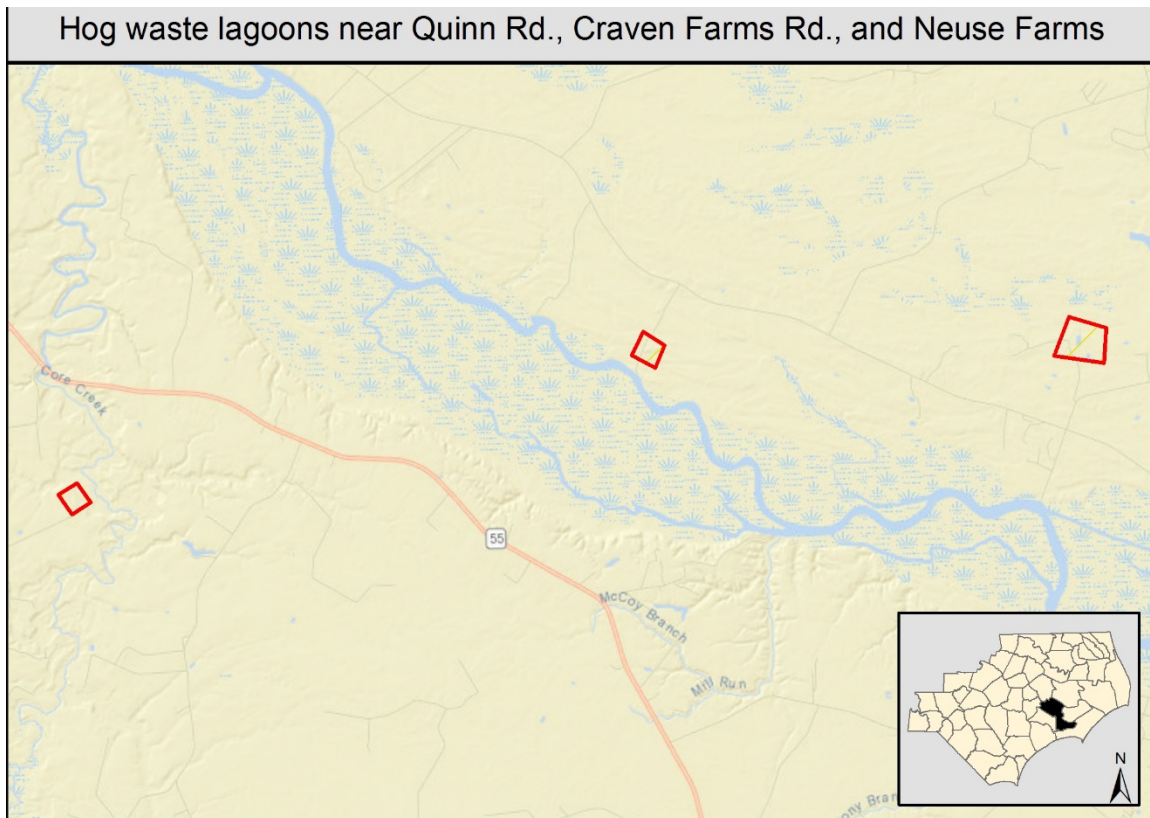 Hog waste lagoons near Quinn Rd., Craven Farms Rd., and Neuse Farms
Core Creek
55
McCoy Branch
Mill Run
N